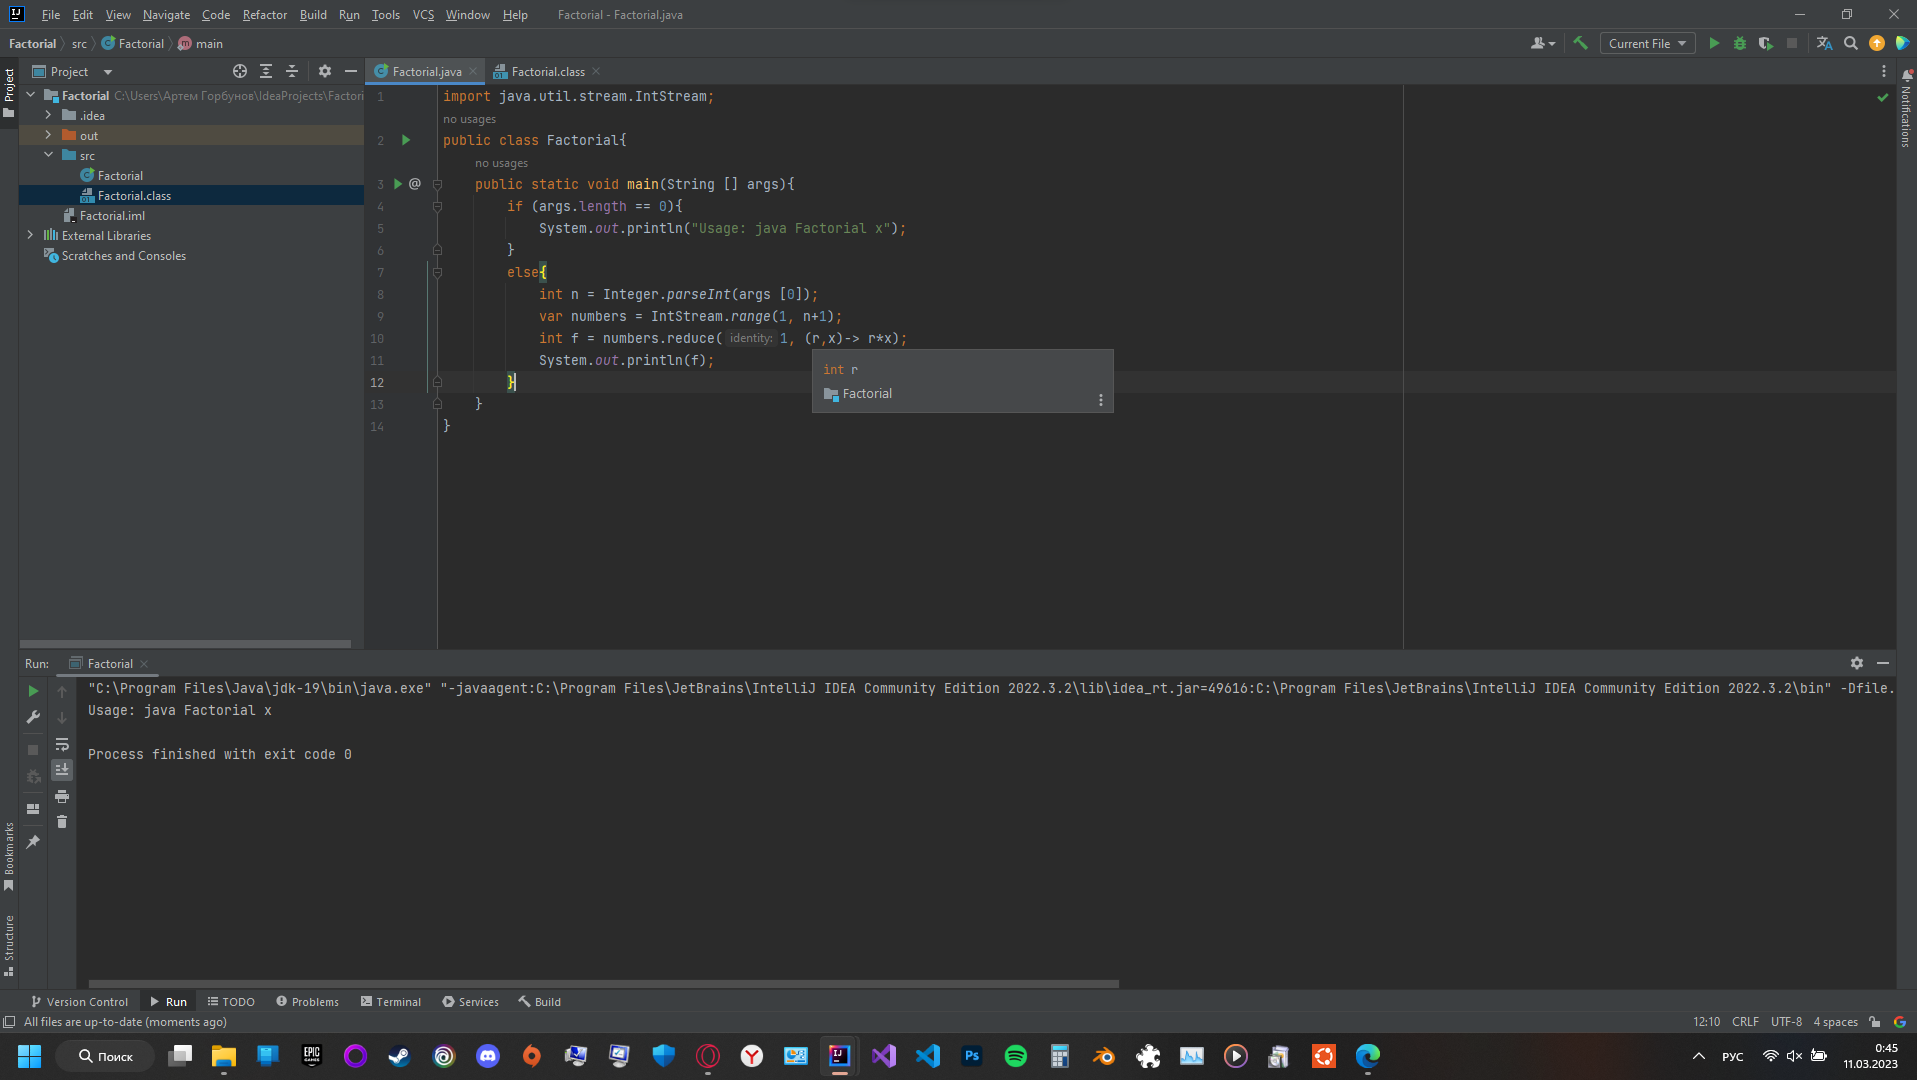 File Edit View Navigate Code Refactor Build Run Tools VCS Window Help Factorial - Factorial.java
Factorial src Factorial main
Current File
Project
Factorial.java
Factorial.class
Project
Factorial C:\Users\Артем Горбунов\IdeaProjects\Factori
.idea
out
src
Factorial
Factorial.class
Factorial.iml
External Libraries
Scratches and Consoles
1 import java.util.stream.IntStream;
no usages
2 public class Factorial{
no usages
3 @ public static void main(String [] args){
4 if (args.length == 0){
5 System.out.println("Usage: java Factorial x");
6 }
7 else{
8 int n = Integer.parseInt(args [0]);
9 var numbers = IntStream.range(1, n+1);
10 int f = numbers.reduce( identity: 1, (r,x)-> r*x);
11 System.out.println(f);
12 }
13 }
14 }
int r
Factorial
Notifications
Run: Factorial
"C:\Program Files\Java\jdk-19\bin\java.exe" "-javaagent:C:\Program Files\JetBrains\IntelliJ IDEA Community Edition 2022.3.2\lib\idea_rt.jar=49616:C:\Program Files\JetBrains\IntelliJ IDEA Community Edition 2022.3.2\bin" -Dfile.
Usage: java Factorial x
Process finished with exit code 0
Bookmarks
Structure
Version Control Run TODO Problems Terminal Services Build
All files are up-to-date (moments ago)
12:10 CRLF UTF-8 4 spaces
Поиск
РУС
0:45
11.03.2023